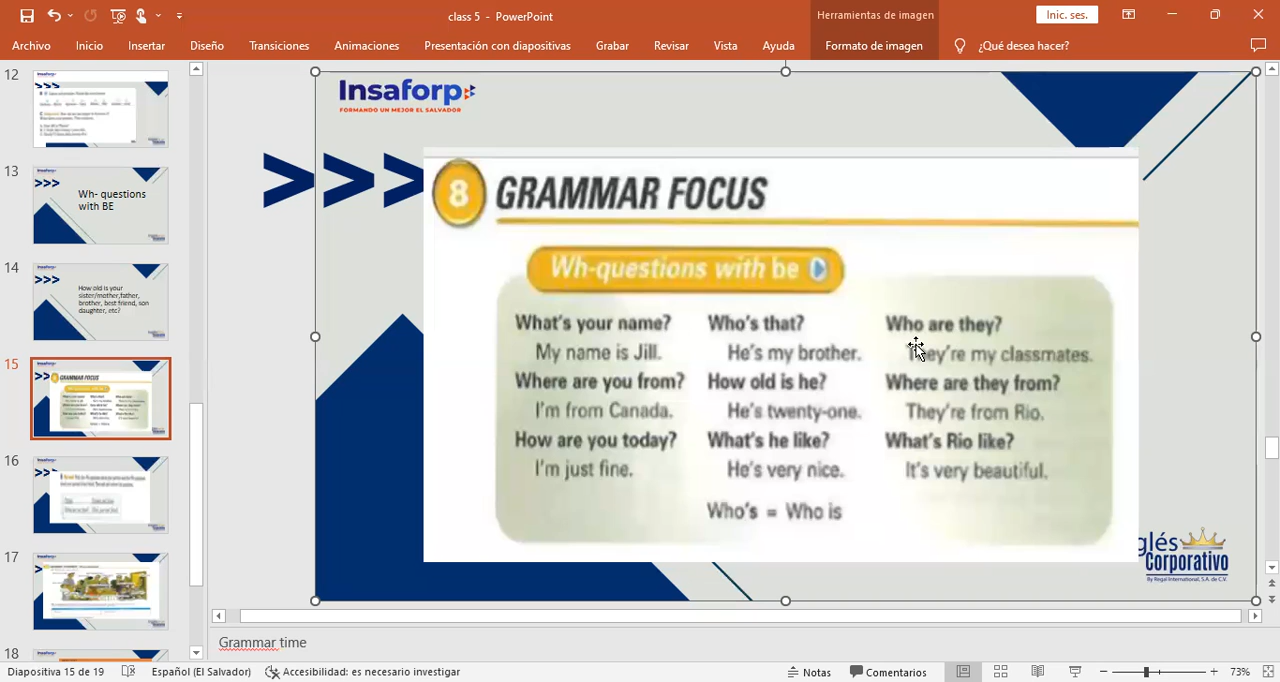 class 5 - PowerPoint
Herramientas de imagen
Inic. ses.
Archivo
Inicio
Insertar
Diseño
Transiciones
Animaciones
Presentación con diapositivas
Grabar
Revisar
Vista
Ayuda
Formato de imagen
¿Qué desea hacer?
12
13
Wh- questions
with BE
14
How old is your
sister/mother,father,
brother, best friend, son
daughter, etc?
15
GRAMMAR FOCUS
16
17
18
Insaforp
FORMANDO UN MEJOR EL SALVADOR
>>>
8 GRAMMAR FOCUS
Wh-questions with be
What's your name?
My name is Jill.
Where are you from?
I'm from Canada.
How are you today?
I'm just fine.
Who's that?
He's my brother.
How old is he?
He's twenty-one.
What's he like?
He's very nice.
Who's = Who is
Who are they?
They're my classmates.
Where are they from?
They're from Rio.
What's Rio like?
It's very beautiful.
glés
Corporativo
By Regal International, S.A. de C.V.
Grammar time
Diapositiva 15 de 19
Español (El Salvador)
Accesibilidad: es necesario investigar
Notas
Comentarios
73%